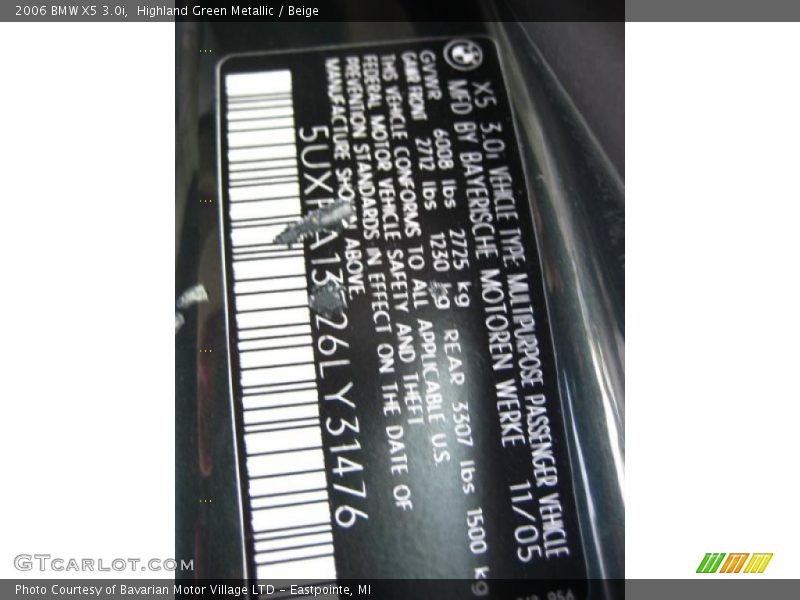 2006 BMW X5 3.0i, Highland Green Metallic / Beige
X5 3.0i VEHICLE TYPE MULTIPURPOSE PASSENGER VEHICLE
MFD BY BAYERISCHE MOTOREN WERKE 11/05
GVWR 6008 lbs 2725 kg
GAWR FRONT 2712 lbs 1230 kg REAR 3307 lbs 1500 kg
THIS VEHICLE CONFORMS TO ALL APPLICABLE U.S.
FEDERAL MOTOR VEHICLE SAFETY AND THEFT
PREVENTION STANDARDS IN EFFECT ON THE DATE OF
MANUFACTURE SHOWN ABOVE.
5UX A13 26LY31476
GTCarLot.com
Photo Courtesy of Bavarian Motor Village LTD - Eastpointe, MI